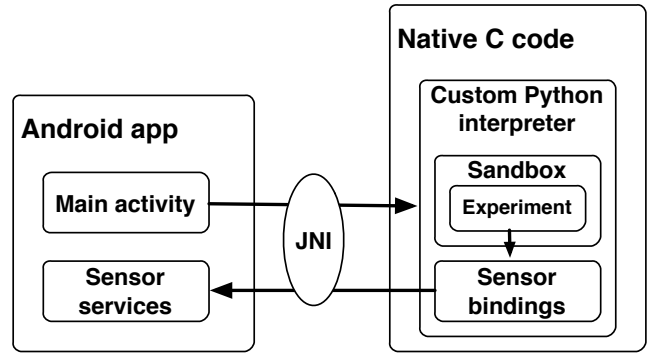 Android app
Main activity
Sensor
services
JNI
Native C code
Custom Python
interpreter
Sandbox
Experiment
Sensor
bindings